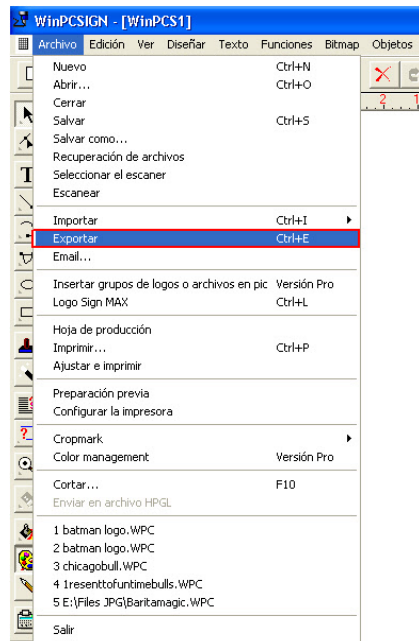 WinPCSIGN - [WinPCS1]
Archivo Edición Ver Diseñar Texto Funciones Bitmap Objetos
Nuevo Ctrl+N
Abrir... Ctrl+O
Cerrar
Salvar Ctrl+S
Salvar como...
Recuperación de archivos
Seleccionar el escaner
Escanear
Importar Ctrl+I
Exportar Ctrl+E
Email...
Insertar grupos de logos o archivos en pic Versión Pro
Logo Sign MAX Ctrl+L
Hoja de producción
Imprimir... Ctrl+P
Ajustar e imprimir
Preparación previa
Configurar la impresora
Cropmark
Color management Versión Pro
Cortar... F10
Enviar en archivo HPGL
1 batman logo.WPC
2 batman logo.WPC
3 chicagobull.WPC
4 1resenttofuntimebulls.WPC
5 E:\Files JPG\Baritamagic.WPC
Salir